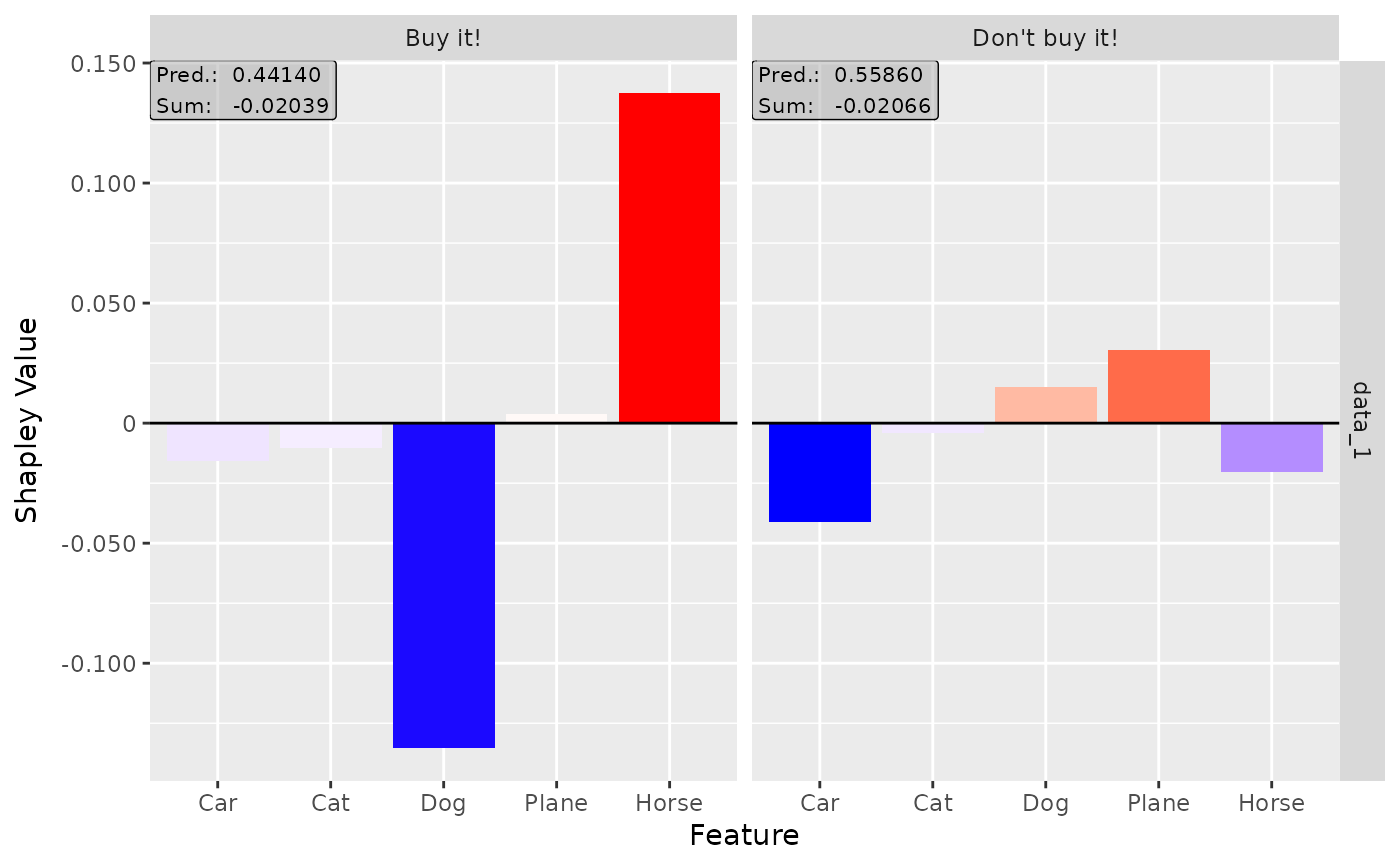 Buy it!
Don't buy it!
Pred.: 0.44140
Sum: -0.02039
Pred.: 0.55860
Sum: -0.02066
0.150
0.100
0.050
0
-0.050
-0.100
Shapley Value
data_1
Car Cat Dog Plane Horse
Car Cat Dog Plane Horse
Feature